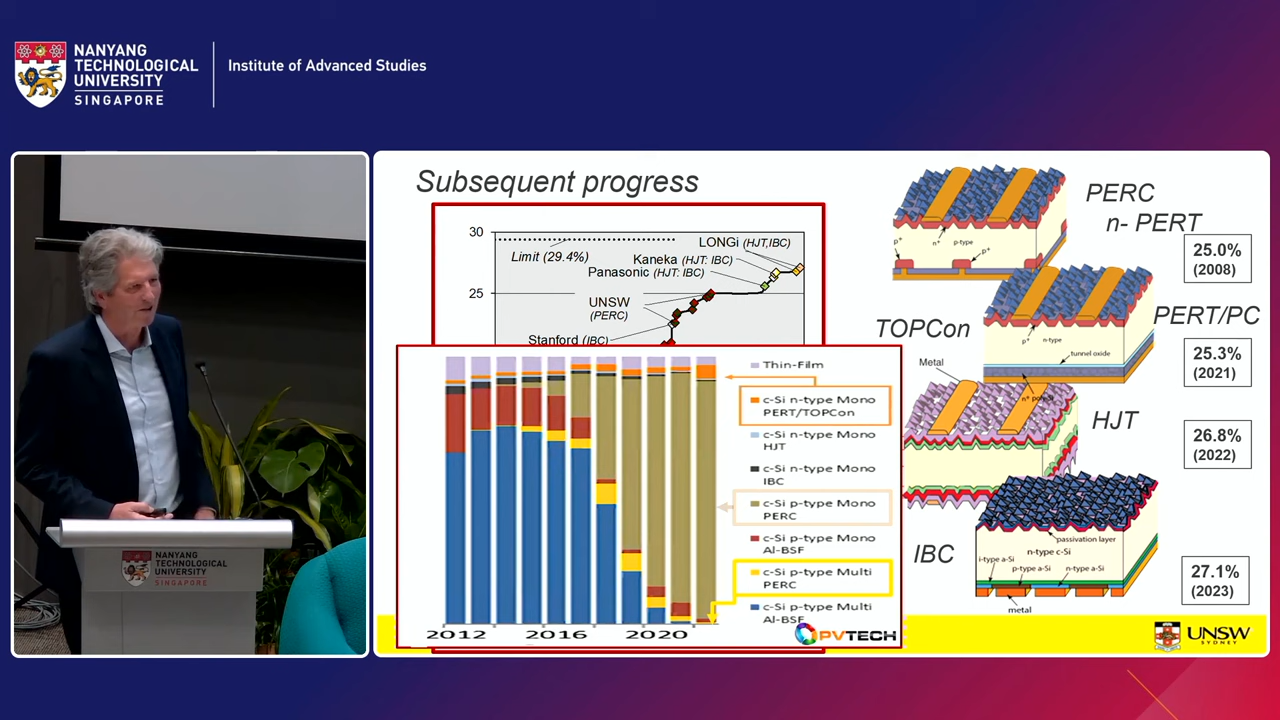 NANYANG
TECHNOLOGICAL
UNIVERSITY
SINGAPORE
Institute of Advanced Studies
NANYANG
TECHNOLOGICAL
UNIVERSITY
SINGAPORE
Subsequent progress
30
25
Limit (29.4%)
LONGi (HJT,IBC)
Kaneka (HJT: IBC)
Panasonic (HJT: IBC)
UNSW
(PERC)
Stanford (IBC)
Thin-Film
c-Si n-type Mono
PERT/TOPCon
c-Si n-type Mono
HJT
c-Si n-type Mono
IBC
c-Si p-type Mono
PERC
c-Si p-type Mono
Al-BSF
c-Si p-type Multi
PERC
c-Si p-type Multi
Al-BSF
2012
2016
2020
PVTECH
PERC
n- PERT
p+
n+
p-type
p+
25.0%
(2008)
TOPCon
PERT/PC
p+
n-type
tunnel oxide
25.3%
(2021)
Metal
HJT
26.8%
(2022)
IBC
passivation layer
n-type c-Si
i-type a-Si
p-type a-Si
n-type a-Si
metal
27.1%
(2023)
UNSW
SYDNEY